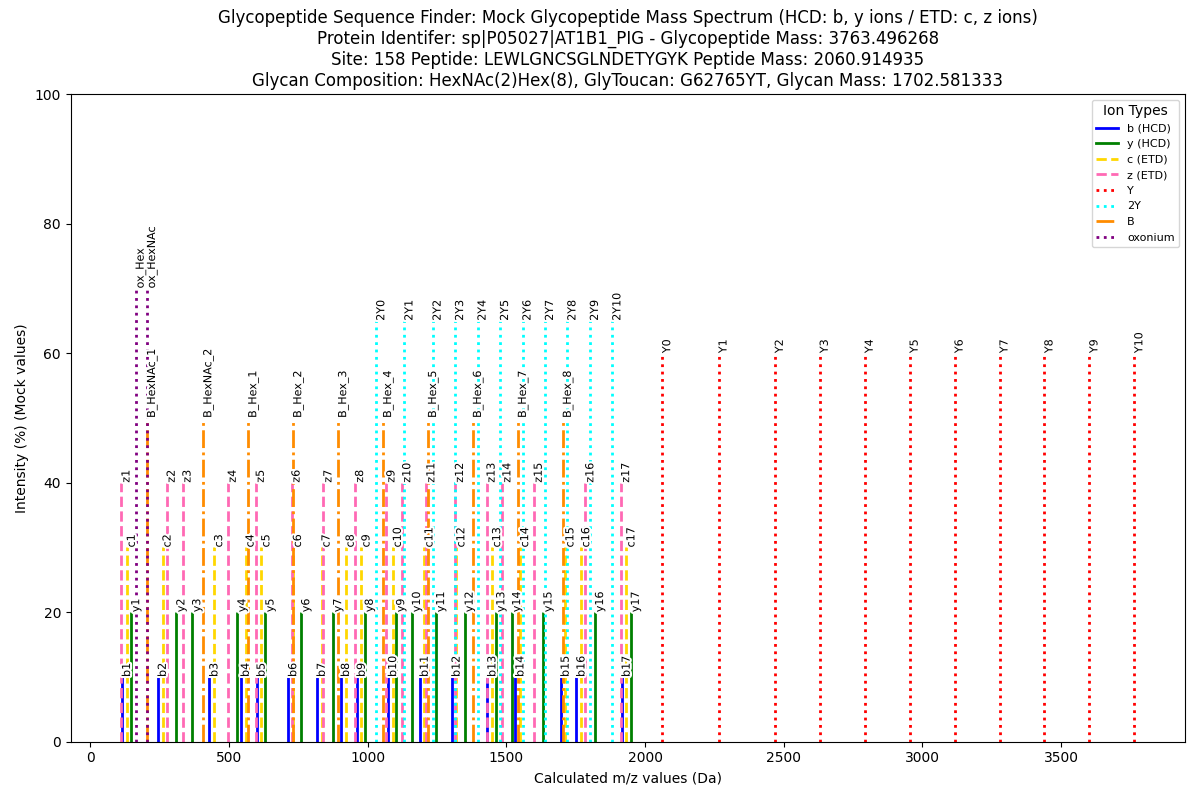 Glycopeptide Sequence Finder: Mock Glycopeptide Mass Spectrum (HCD: b, y ions / ETD: c, z ions)
Protein Identifer: sp|P05027|AT1B1_PIG - Glycopeptide Mass: 3763.496268
Site: 158 Peptide: LEWLGNCSGLNDETYGYK Peptide Mass: 2060.914935
Glycan Composition: HexNAc(2)Hex(8), GlyToucan: G62765YT, Glycan Mass: 1702.581333
Ion Types
b (HCD)
y (HCD)
c (ETD)
z (ETD)
Y
2Y
B
oxonium
Intensity (%) (Mock values)
100
80
60
40
20
0
ox_Hex
ox_HexNAc
2Y0
2Y1
2Y2
2Y3
2Y4
2Y5
2Y6
2Y7
2Y8
2Y9
2Y10
Y0
Y1
Y2
Y3
Y4
Y5
Y6
Y7
Y8
Y9
Y10
B_HexNAc_1
B_HexNAc_2
B_Hex_1
B_Hex_2
B_Hex_3
B_Hex_4
B_Hex_5
B_Hex_6
B_Hex_7
B_Hex_8
z1
z2
z3
z4
z5
z6
z7
z8
z9
z10
z11
z12
z13
z14
z15
z16
z17
c1
c2
c3
c4
c5
c6
c7
c8
c9
c10
c11
c12
c13
c14
c15
c16
c17
y1
y2
y3
y4
y5
y6
y7
y8
y9
y10
y11
y12
y13
y14
y15
y16
y17
b1
b2
b3
b4
b5
b6
b7
b8
b9
b10
b11
b12
b13
b14
b15
b16
b17
0
500
1000
1500
2000
2500
3000
3500
Calculated m/z values (Da)